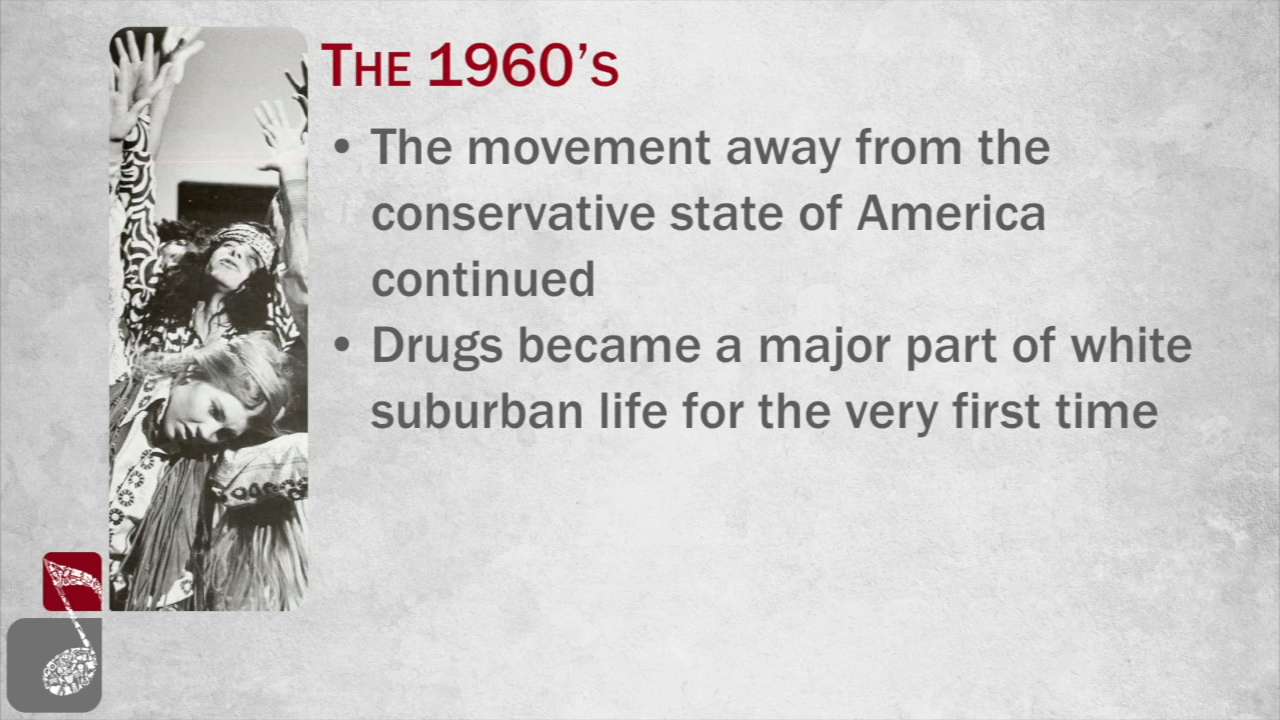 The 1960’s
• The movement away from the
conservative state of America
continued
• Drugs became a major part of white
suburban life for the very first time